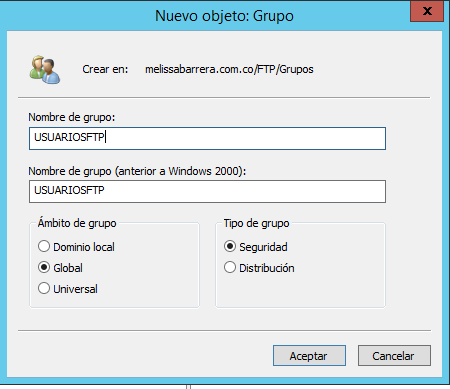 Nuevo objeto: Grupo
x
Crear en: melissabarrera.com.co/FTP/Grupos
Nombre de grupo:
USUARIOSFTP
Nombre de grupo (anterior a Windows 2000):
USUARIOSFTP
Ámbito de grupo
Dominio local
Global
Universal
Tipo de grupo
Seguridad
Distribución
Aceptar
Cancelar